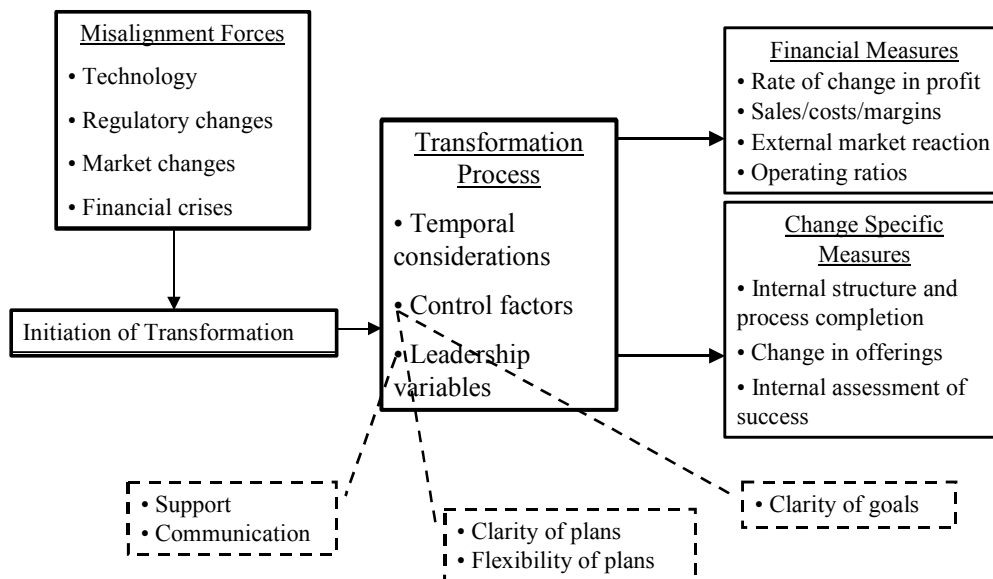 Misalignment Forces
• Technology
• Regulatory changes
• Market changes
• Financial crises
Initiation of Transformation
Transformation
Process
• Temporal
considerations
• Control factors
• Leadership
variables
Financial Measures
• Rate of change in profit
• Sales/costs/margins
• External market reaction
• Operating ratios
Change Specific
Measures
• Internal structure and
process completion
• Change in offerings
• Internal assessment of
success
• Support
• Communication
• Clarity of plans
• Flexibility of plans
• Clarity of goals